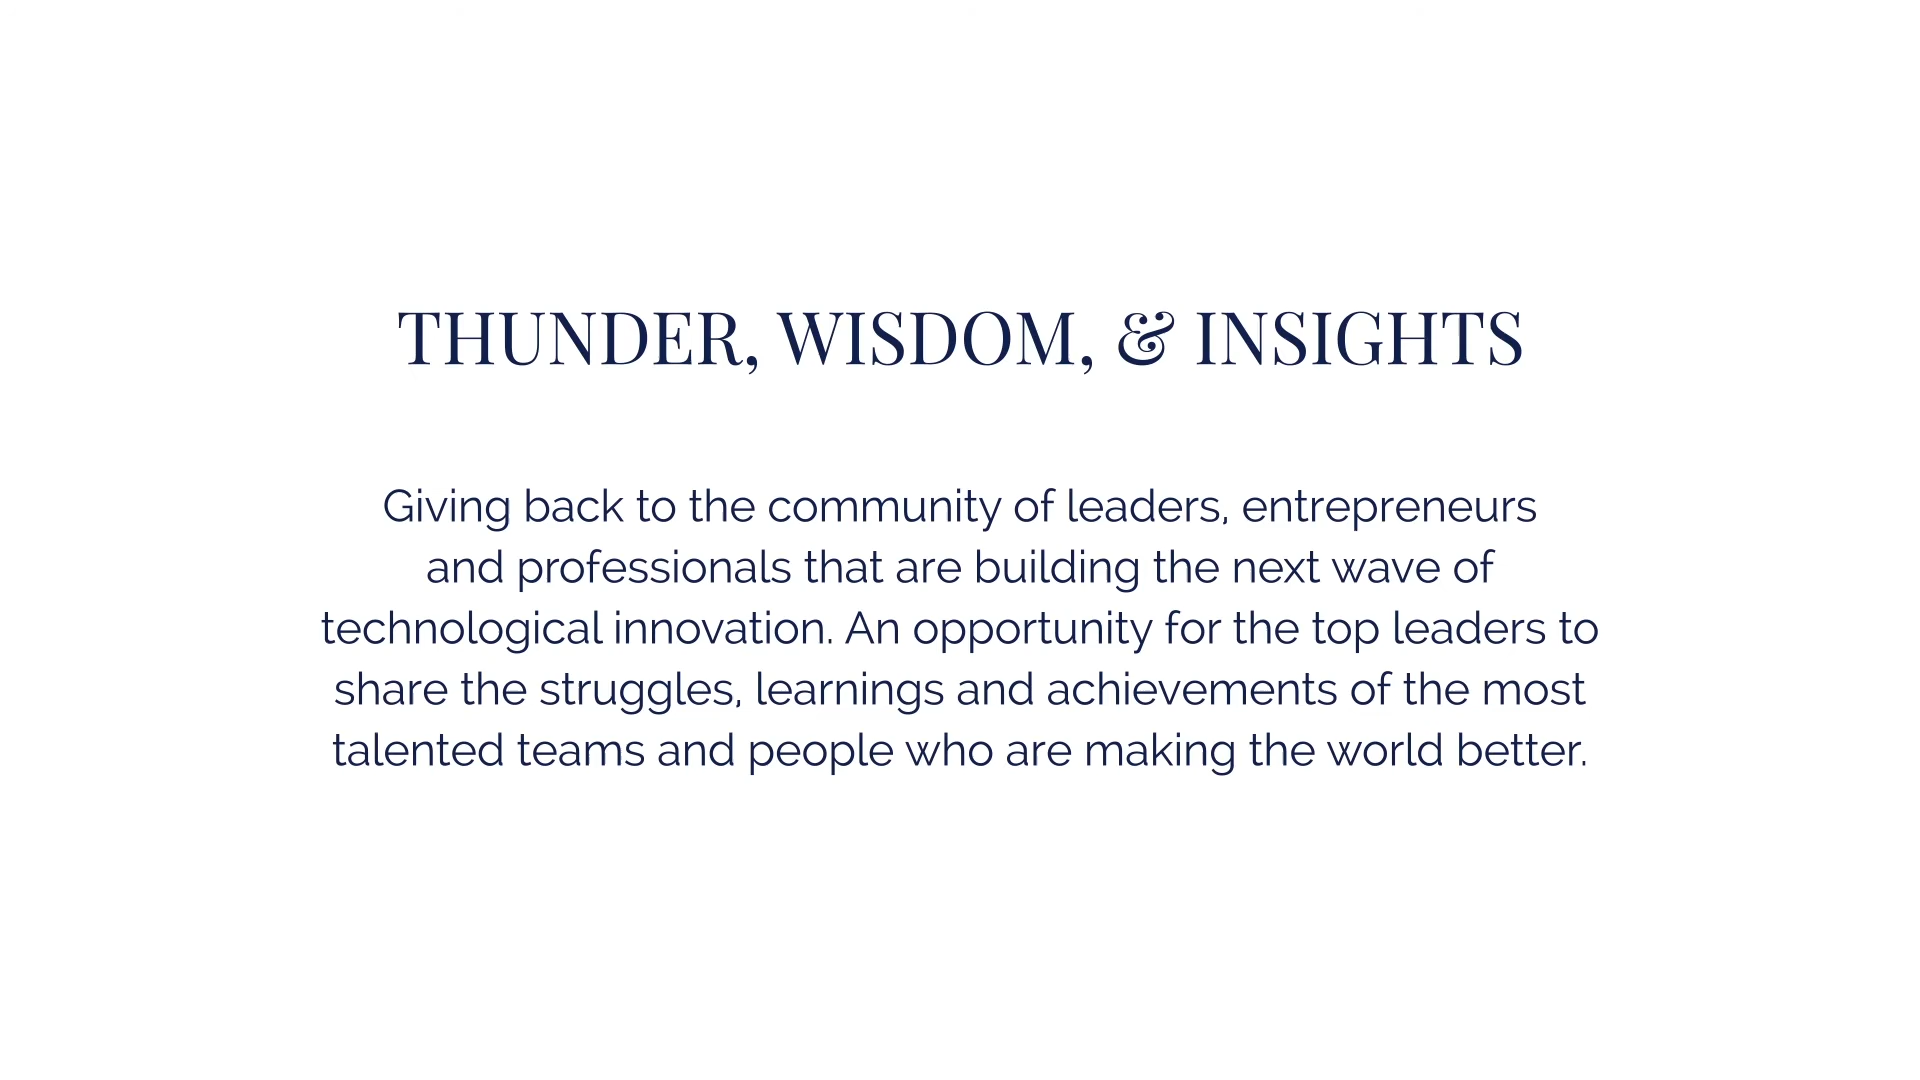 THUNDER, WISDOM, & INSIGHTS
Giving back to the community of leaders, entrepreneurs
and professionals that are building the next wave of
technological innovation. An opportunity for the top leaders to
share the struggles, learnings and achievements of the most
talented teams and people who are making the world better.